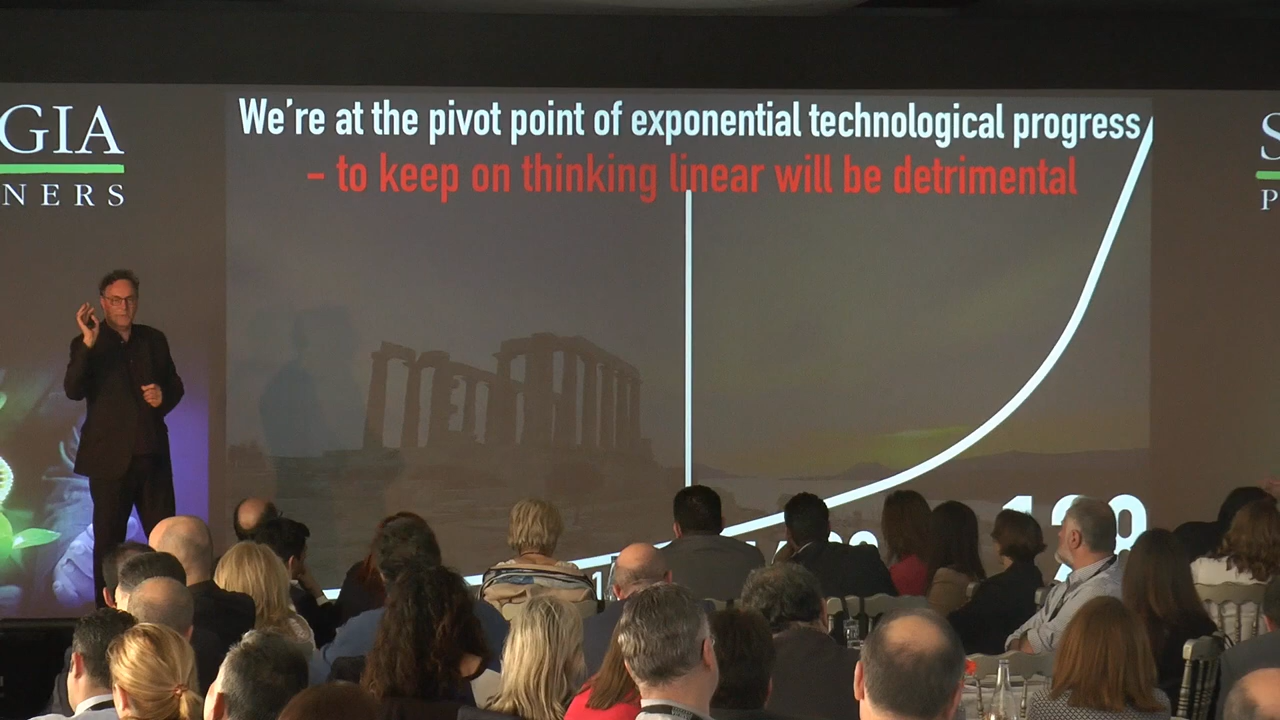 We're at the pivot point of exponential technological progress
– to keep on thinking linear will be detrimental
GIA
NERS
S
P
128